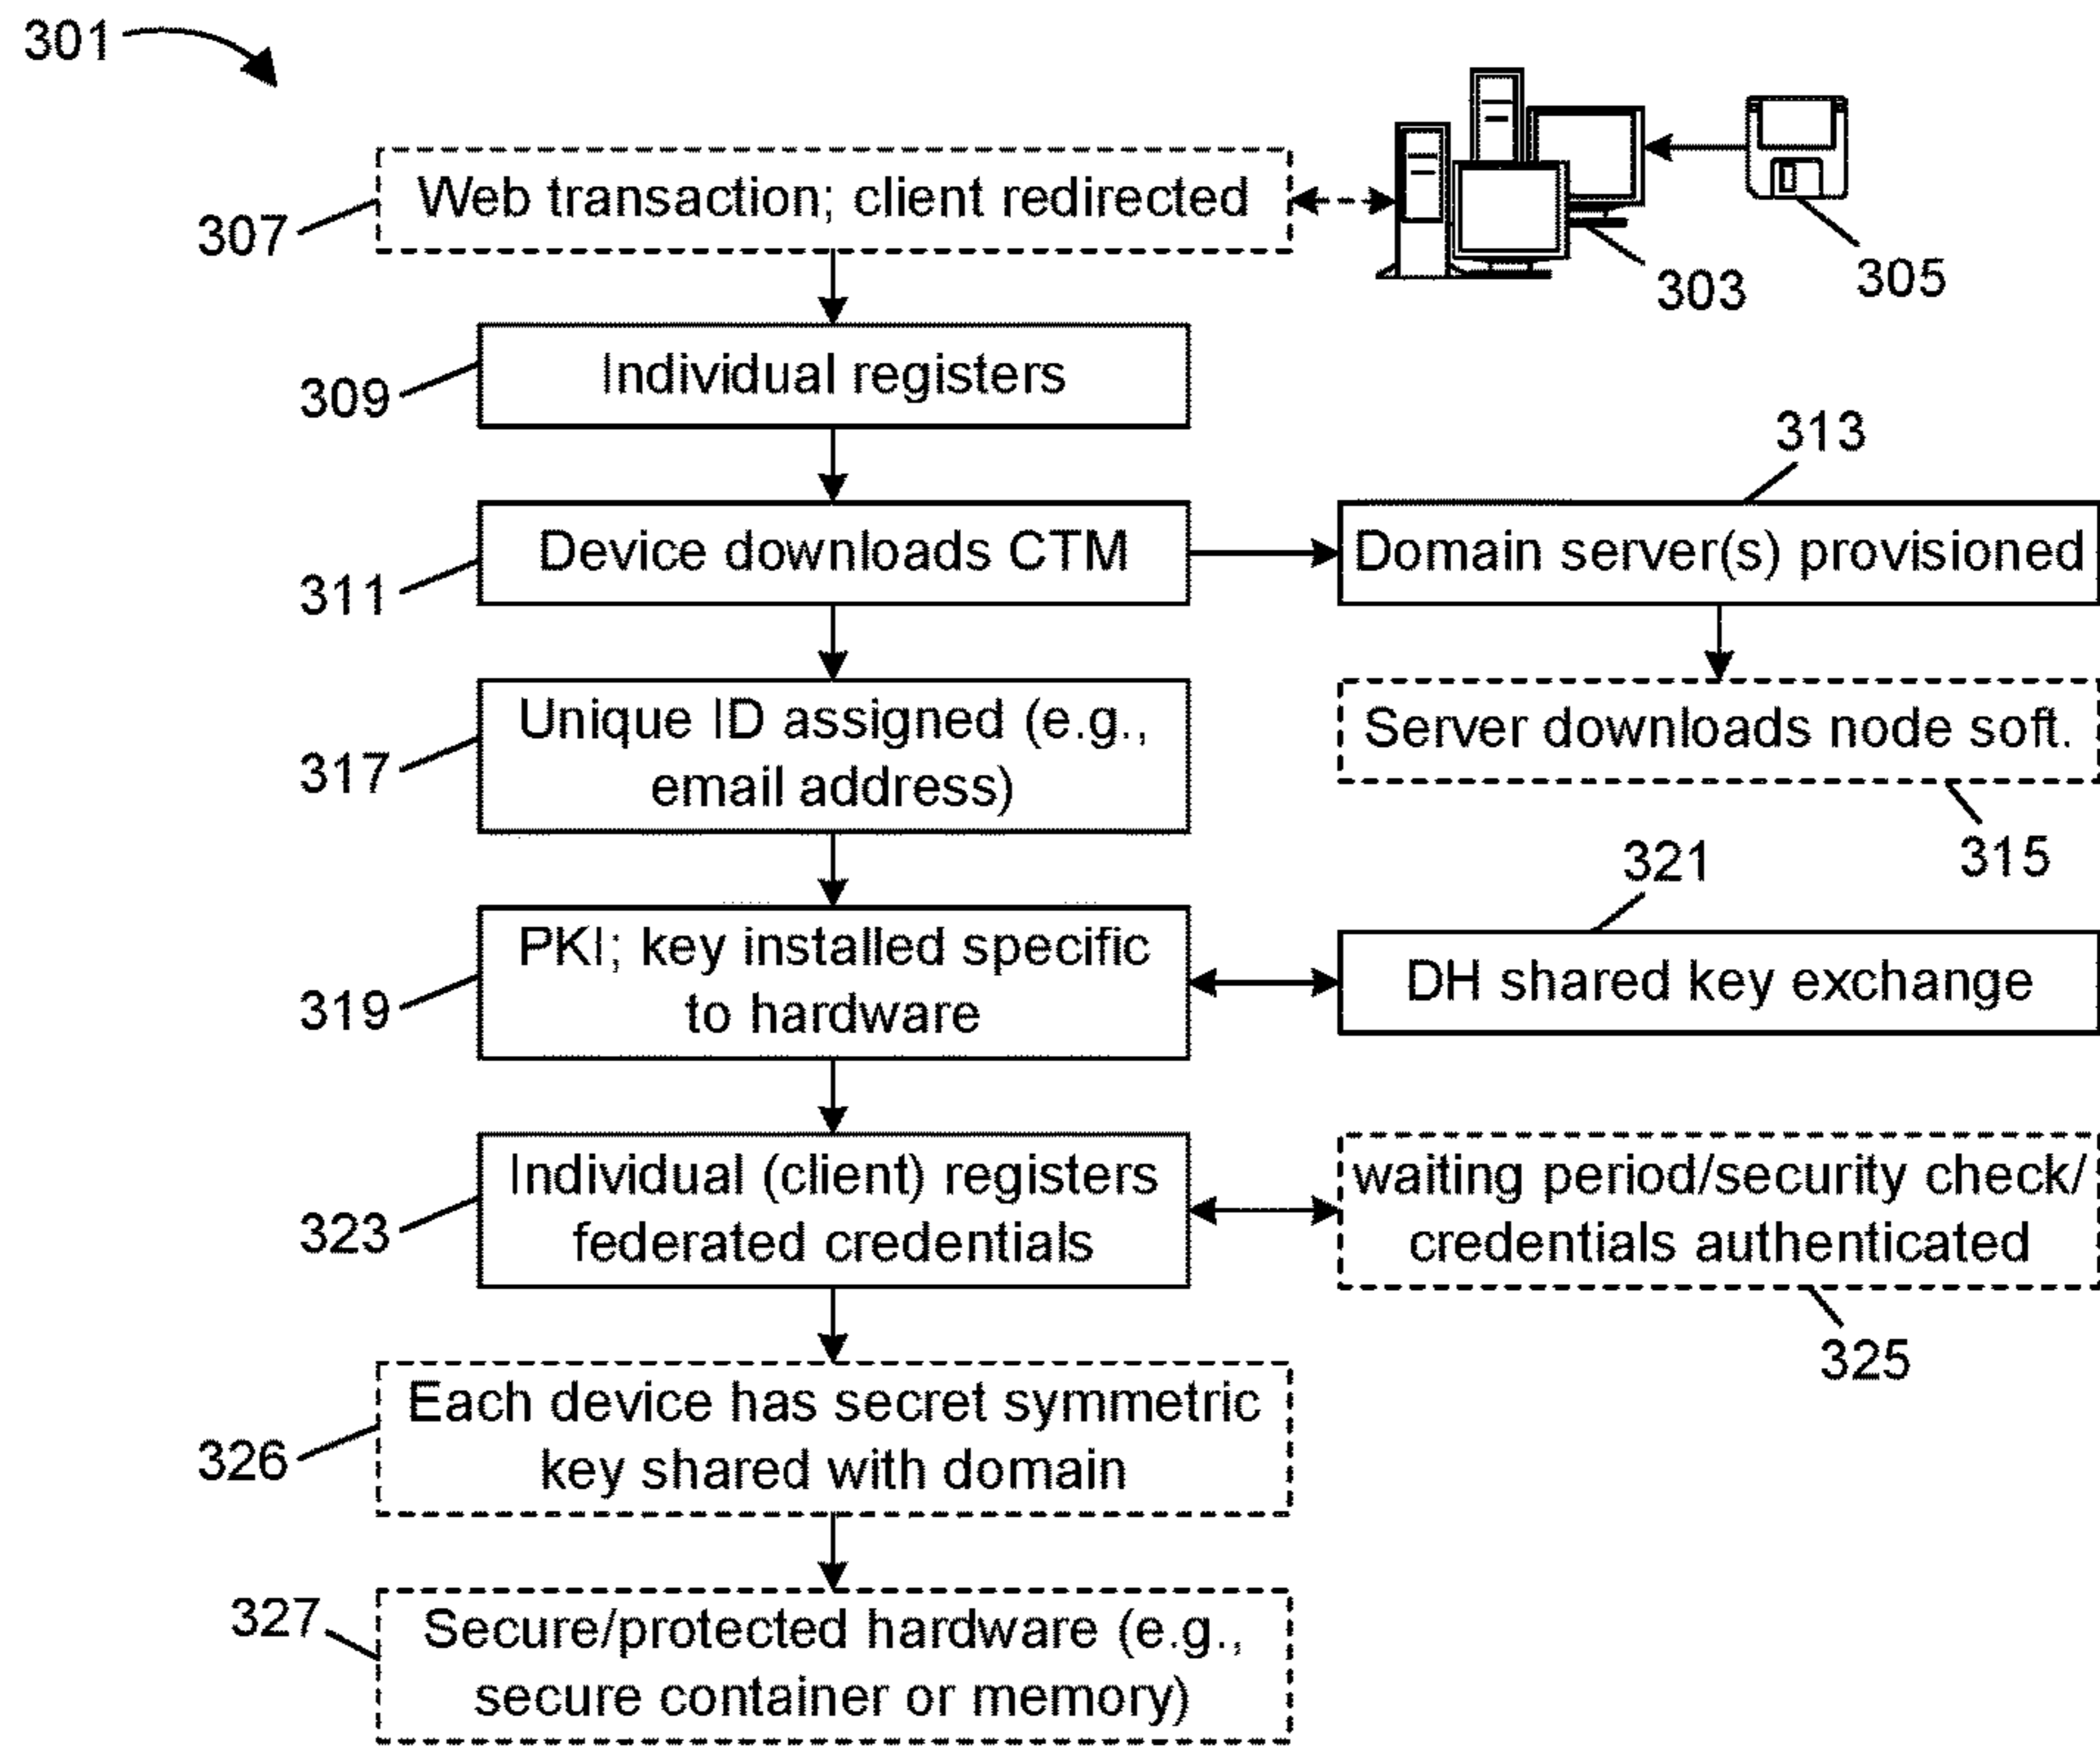 301
Web transaction; client redirected
307
303
305
Individual registers
309
313
Device downloads CTM
Domain server(s) provisioned
311
Unique ID assigned (e.g.,
email address)
Server downloads node soft.
317
315
321
PKI; key installed specific
to hardware
DH shared key exchange
319
Individual (client) registers
federated credentials
waiting period/security check/
credentials authenticated
323
325
Each device has secret symmetric
key shared with domain
326
327
Secure/protected hardware (e.g.,
secure container or memory)